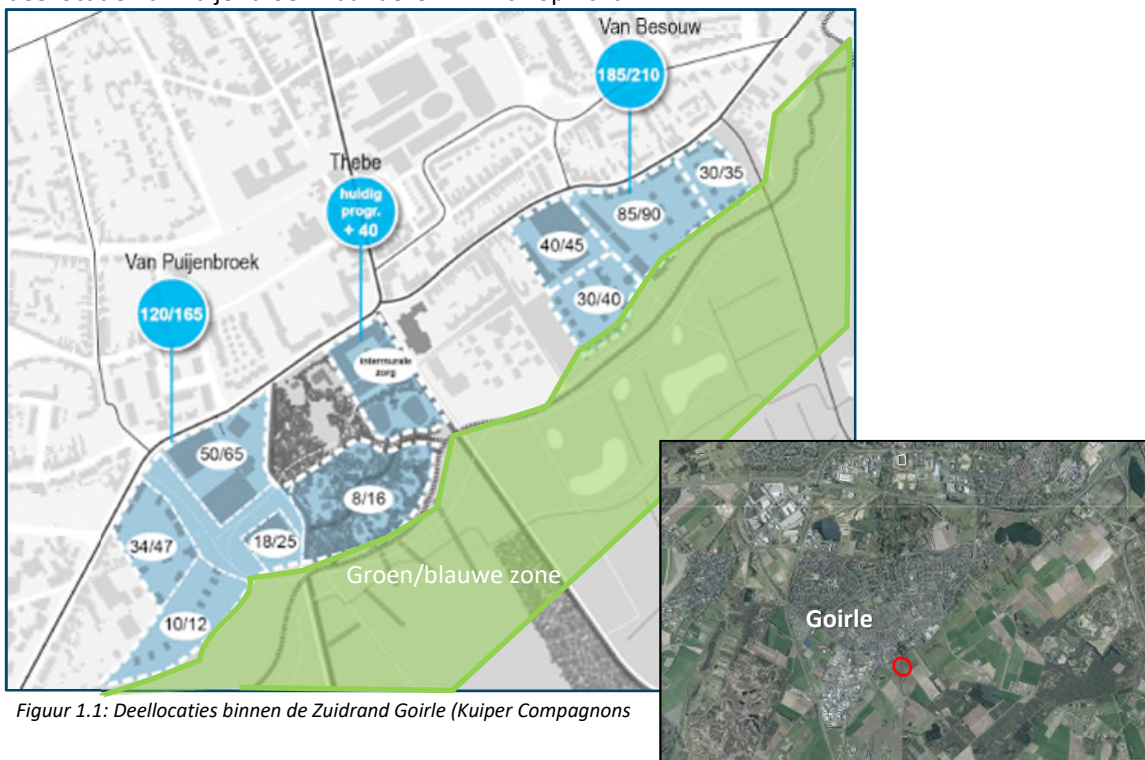 Van Besouw
185/210
Thebe
huidig
progr.
+ 40
30/35
85/90
40/45
30/40
Van Puijenbroek
120/165
intermurale
zorg
50/65
8/16
34/47
18/25
10/12
Groen/blauwe zone
Goirle
Figuur 1.1: Deellocaties binnen de Zuidrand Goirle (Kuiper Compagnons